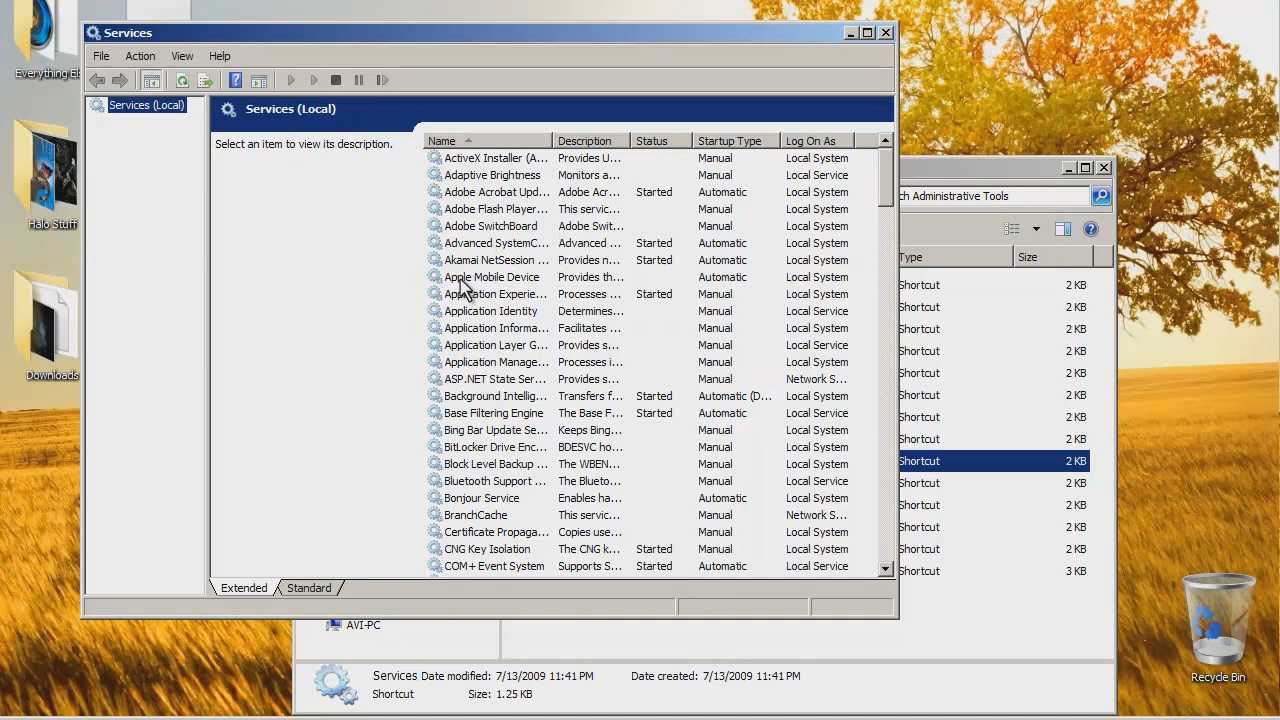 Everything Els
Halo Stuff
Downloads
Services
File Action View Help
Services (Local)
Services (Local)
Select an item to view its description.
Name Description Status Startup Type Log On As
ActiveX Installer (A... Provides U... Manual Local System
Adaptive Brightness Monitors a... Manual Local Service
Adobe Acrobat Upd... Adobe Acr... Started Automatic Local System
Adobe Flash Player... This servic... Manual Local System
Adobe SwitchBoard Adobe Swit... Manual Local System
Advanced SystemC... Advanced ... Started Automatic Local System
Akamai NetSession ... Provides n... Started Automatic Local System
Apple Mobile Device Provides th... Automatic Local System
Application Experie... Processes ... Started Manual Local System
Application Identity Determines... Manual Local Service
Application Informa... Facilitates ... Manual Local System
Application Layer G... Provides s... Manual Local Service
Application Manage... Processes i... Manual Local System
ASP.NET State Ser... Provides s... Manual Network S...
Background Intellig... Transfers f... Started Automatic (D... Local System
Base Filtering Engine The Base F... Started Automatic Local Service
Bing Bar Update Se... Keeps Bing... Manual Local System
BitLocker Drive Enc... BDESVC ho... Manual Local System
Block Level Backup ... The WBEN... Manual Local System
Bluetooth Support ... The Blueto... Manual Local Service
Bonjour Service Enables ha... Automatic Local System
BranchCache This servic... Manual Network S...
Certificate Propaga... Copies use... Manual Local System
CNG Key Isolation The CNG k... Started Manual Local System
COM+ Event System Supports S... Started Automatic Local Service
Extended Standard
ch Administrative Tools
Type Size
Shortcut 2 KB
Shortcut 2 KB
Shortcut 2 KB
Shortcut 2 KB
Shortcut 2 KB
Shortcut 2 KB
Shortcut 2 KB
Shortcut 2 KB
Shortcut 2 KB
Shortcut 2 KB
Shortcut 2 KB
Shortcut 2 KB
Shortcut 2 KB
Shortcut 3 KB
AVI-PC
Services Date modified: 7/13/2009 11:41 PM Date created: 7/13/2009 11:41 PM
Shortcut Size: 1.25 KB
Recycle Bin